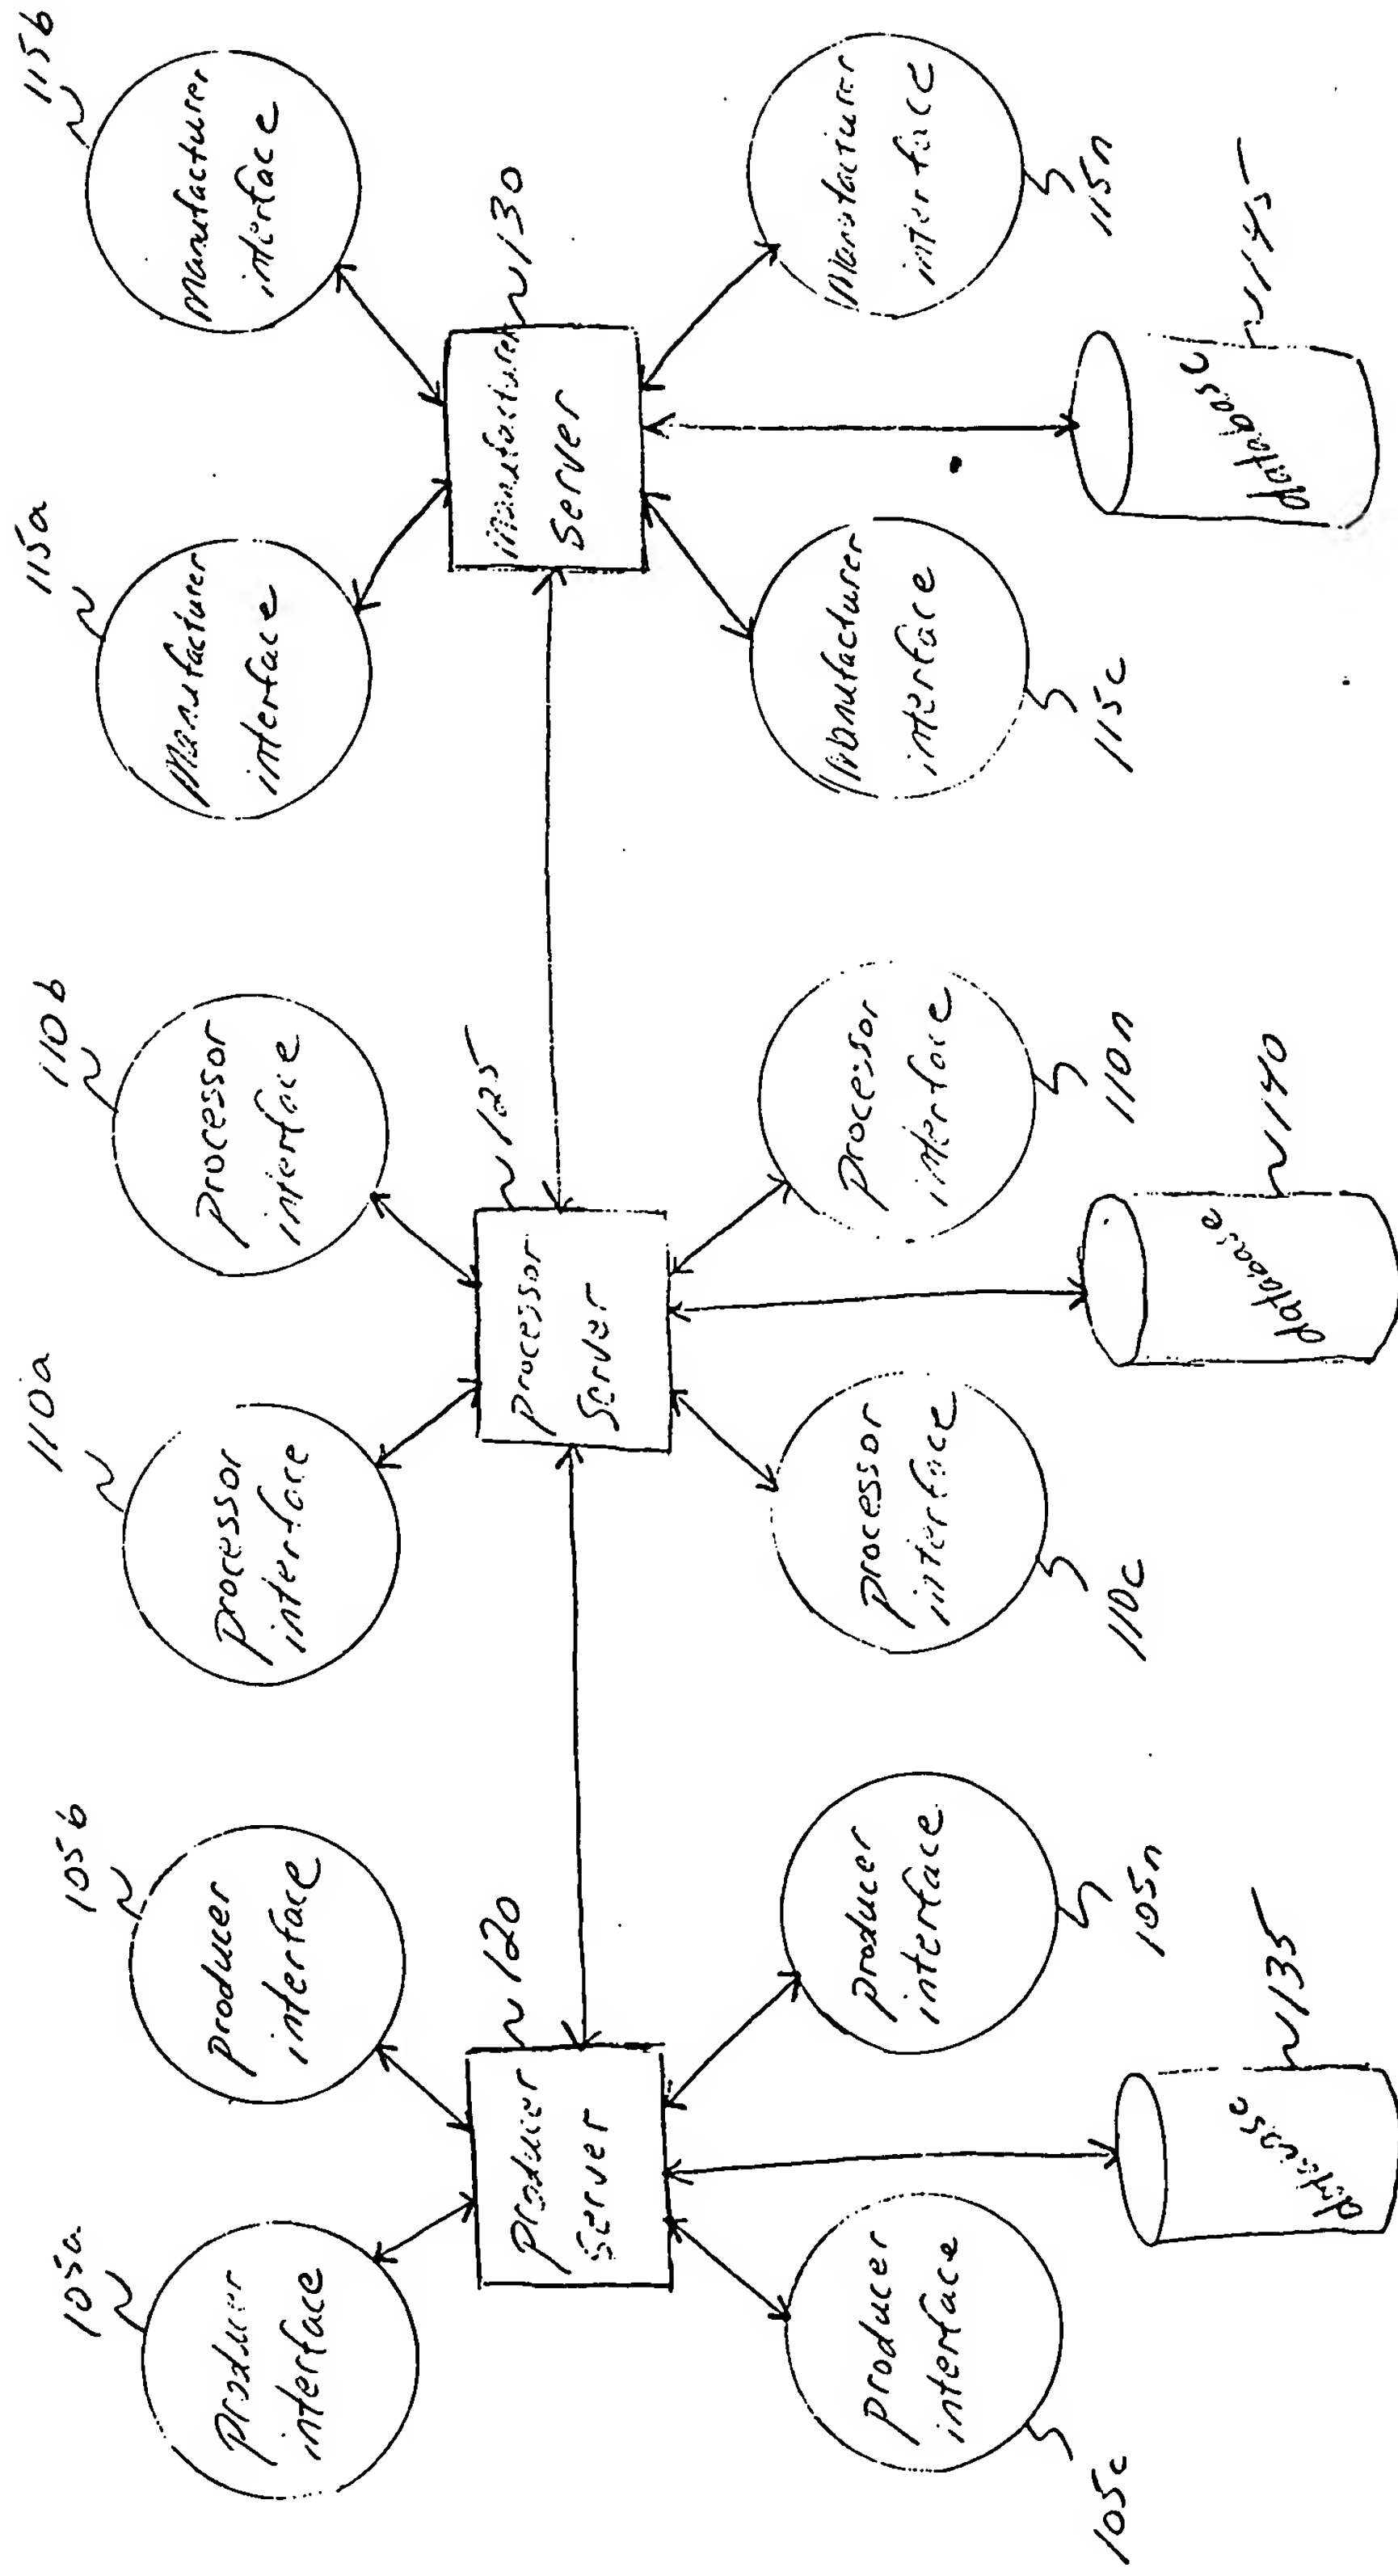 105a
105b
110a
110b
115a
115b
producer
interface
producer
interface
processor
interface
processor
interface
Manufacturer
interface
Manufacturer
interface
producer
server
120
processor
server
125
Manufacturer
server
130
producer
interface
producer
interface
processor
interface
processor
interface
Manufacturer
interface
Manufacturer
interface
105c
105n
110c
110n
115c
115n
database
135
database
140
database
145